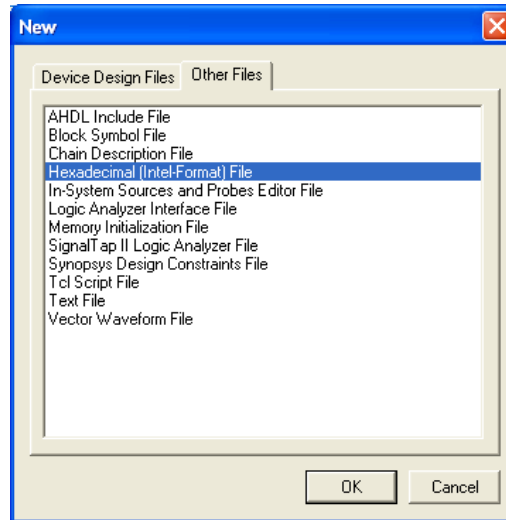 New
Device Design Files Other Files
AHDL Include File
Block Symbol File
Chain Description File
Hexadecimal (Intel-Format) File
In-System Sources and Probes Editor File
Logic Analyzer Interface File
Memory Initialization File
SignalTap II Logic Analyzer File
Synopsys Design Constraints File
Tcl Script File
Text File
Vector Waveform File
OK Cancel